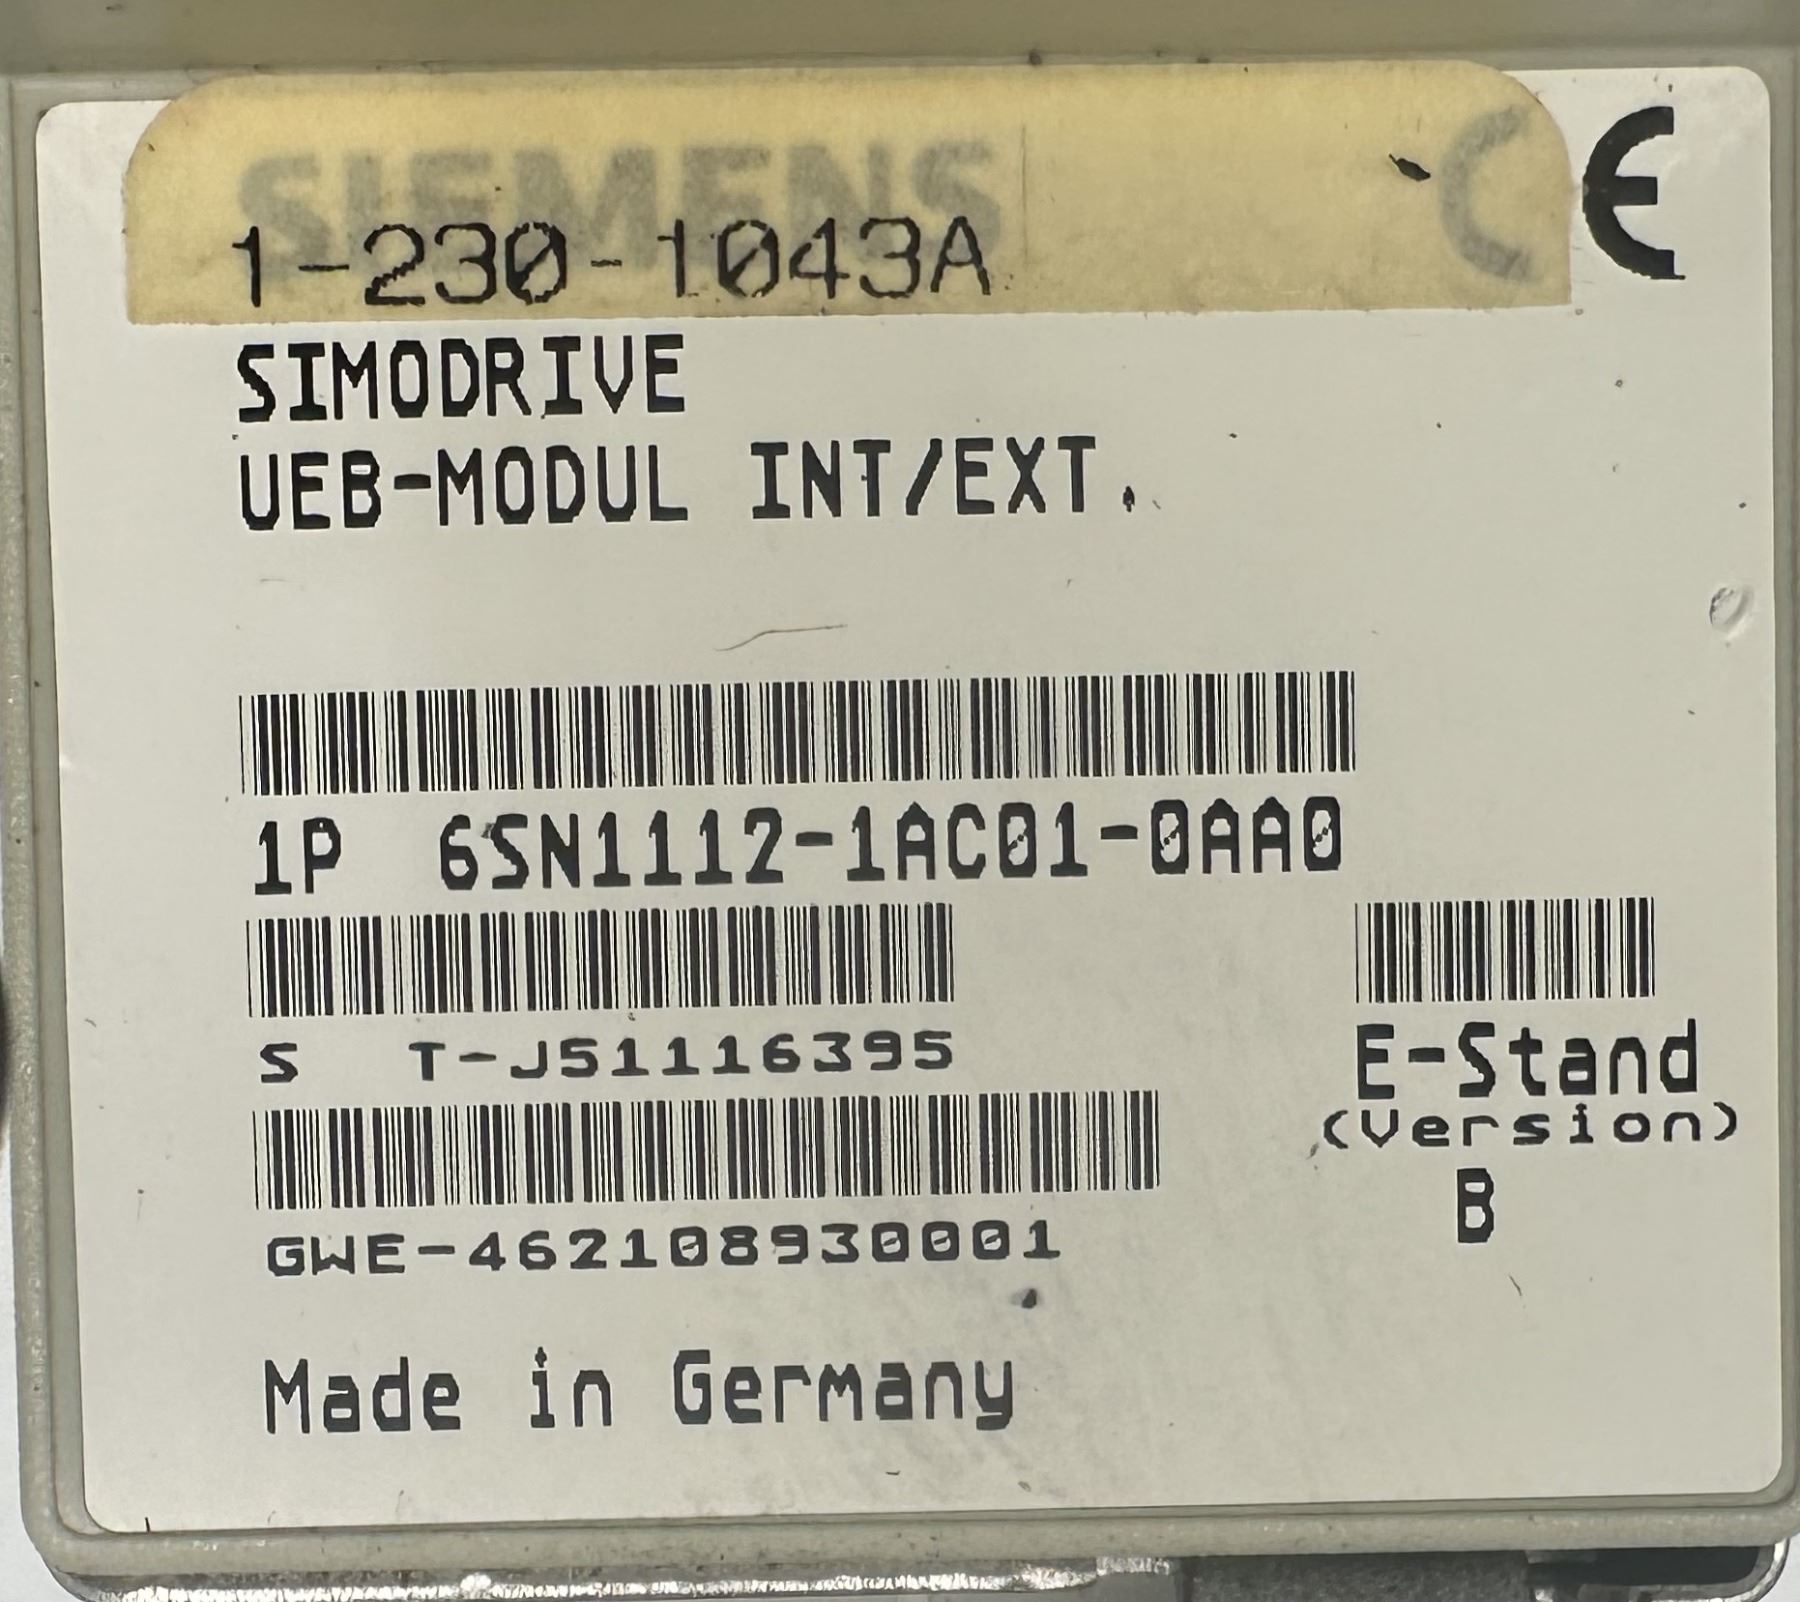 SIEMENS
CE
1-230-1043A
SIMODRIVE
UEB-MODUL INT/EXT.
1P 6SN1112-1AC01-0AA0
S T-J51116395
E-Stand
(Version)
B
GWE-462108930001
Made in Germany